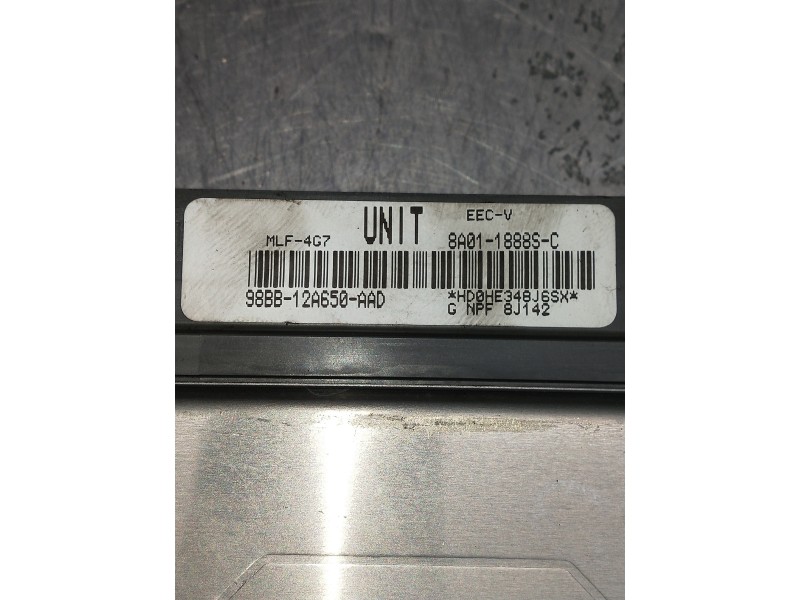 UNIT EEC-V
MLF-4G7 8A01-1888S-C
98BB-12A650-AAD *HD0HE348J6SX*
G NPF 8J142